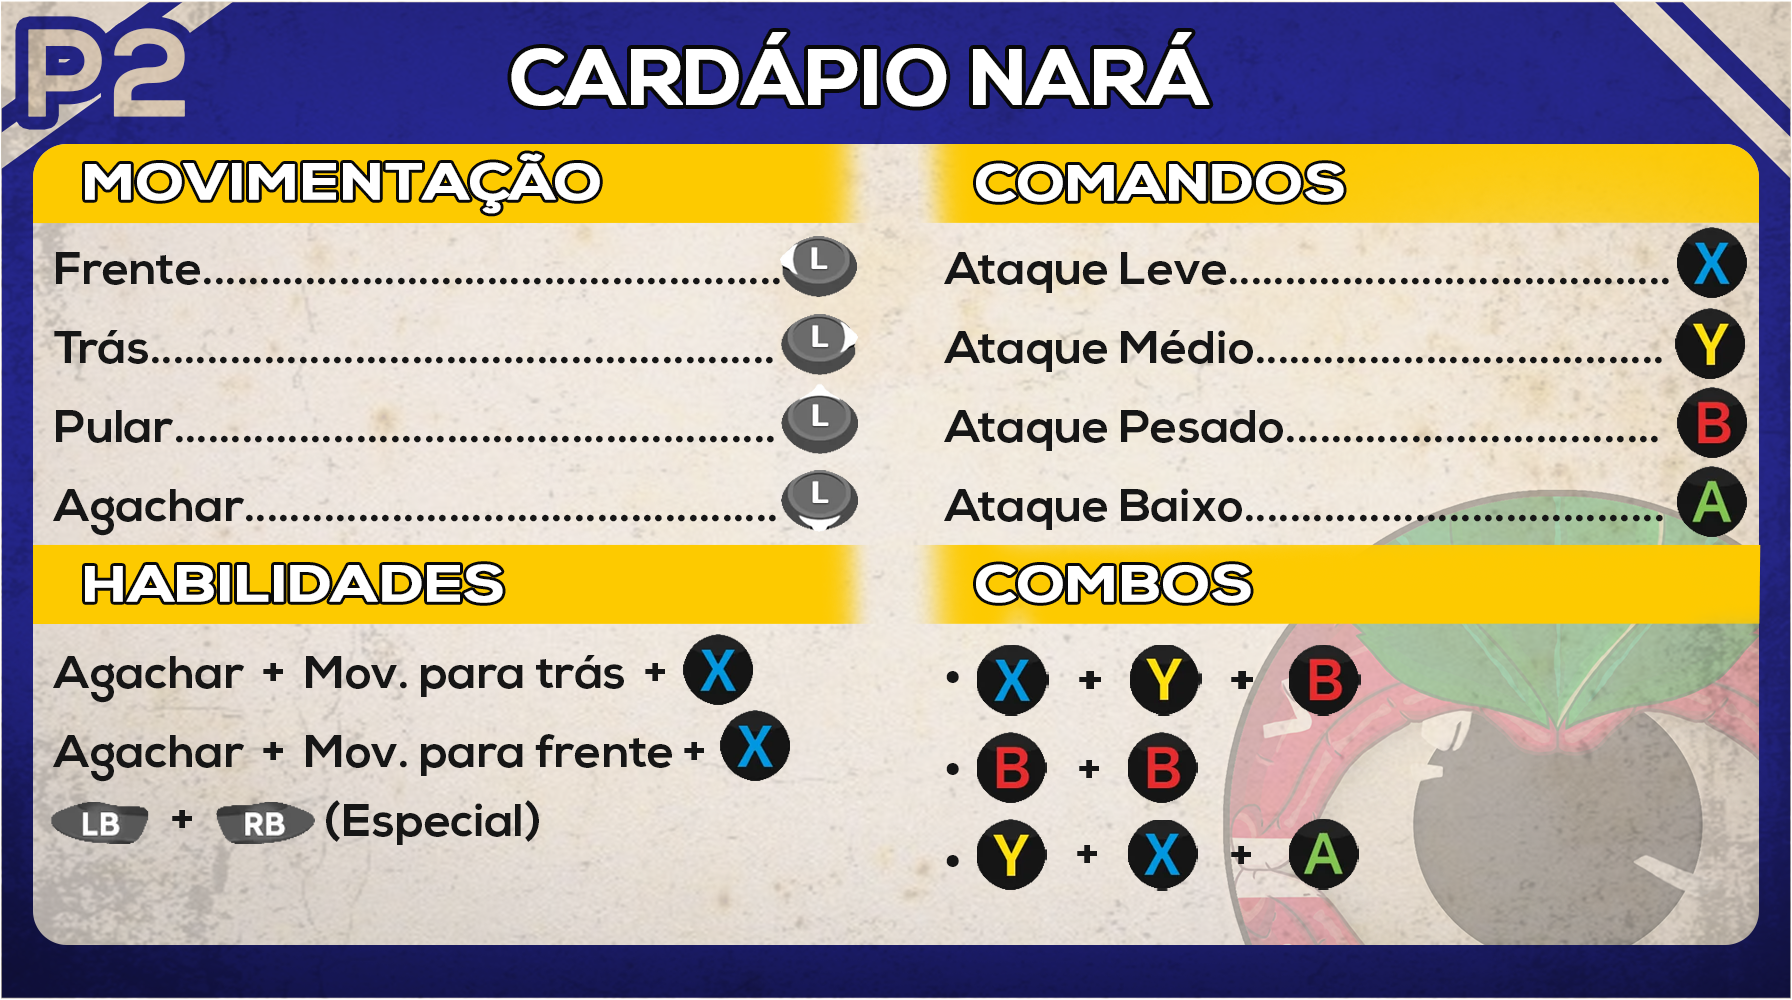 P2
CARDÁPIO NARÁ
MOVIMENTAÇÃO
Frente.................................................. L
Trás...................................................... L
Pular.................................................... L
Agachar.............................................. L
COMANDOS
Ataque Leve...................................... X
Ataque Médio................................... Y
Ataque Pesado................................ B
Ataque Baixo.................................... A
HABILIDADES
Agachar + Mov. para trás + X
Agachar + Mov. para frente + X
LB + RB (Especial)
COMBOS
• X + Y + B
• B + B
• Y + X + A